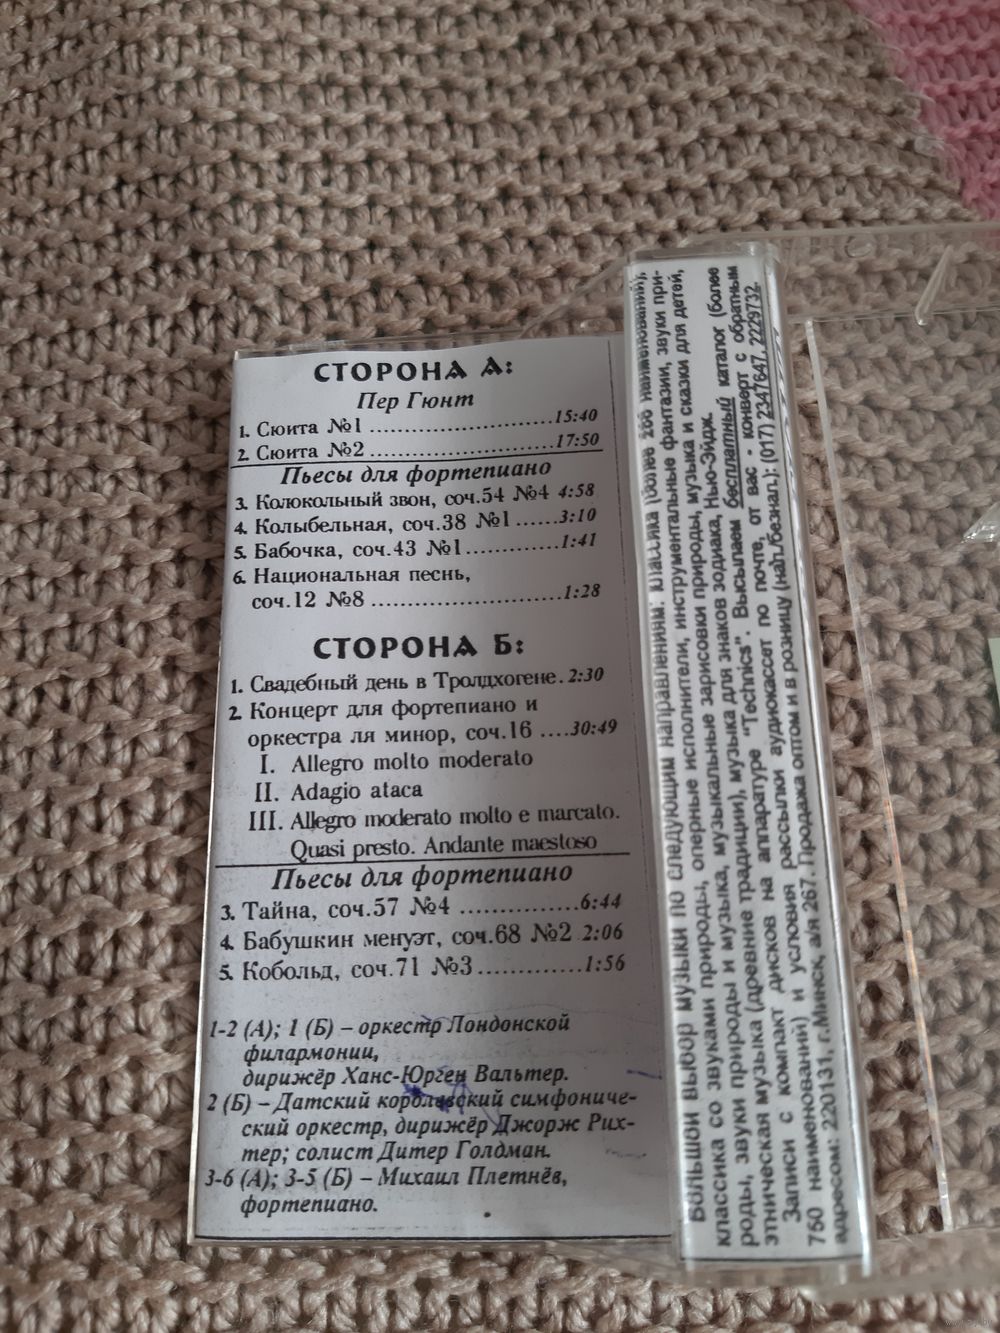 СТОРОНА А:
Пер Гюнт
1. Сюита №1 ........................15:40
2. Сюита №2 ........................17:50
Пьесы для фортепиано
3. Колюкольный звон, соч.54 №4 4:58
4. Колыбельная, соч.38 №1......3:10
5. Бабочка, соч.43 №1.............1:41
6. Национальная песнь,
соч.12 №8 ..........................1:28
СТОРОНА Б:
1. Свадебный день в Тролдхогене.2:30
2. Концерт для фортепиано и
оркестра ля минор, соч.16 ....30:49
I. Allegro molto moderato
II. Adagio ataca
III. Allegro moderato molto e marcato.
Quasi presto. Andante maestoso
Пьесы для фортепиано
3. Тайна, соч.57 №4 ...............6:44
4. Бабушкин менуэт, соч.68 №2 2:06
5. Кобольд, соч.71 №3.............1:56
1-2 (А); 1 (Б) – оркестр Лондонской
филармонии,
дирижёр Ханс-Юрген Вальтер.
2 (Б) – Датский королевский симфониче-
ский оркестр, дирижёр Джорж Рих-
тер; солист Дитер Голдман.
3-6 (А); 3-5 (Б) – Михаил Плетнёв,
фортепиано.
Большой выбор музыки по следующим направлениям: классика (более 200 наименований),
классика со звуками природы, оперные исполнители, инструментальные фантазии, звуки при-
роды, звуки природы и музыка, музыкальные зарисовки природы, музыка и сказки для детей,
этническая музыка (древние традиции), музыка для знаков зодиака, Нью-Эйдж.
Записи с компакт дисков на аппаратуре "Technics". Высылаем бесплатный каталог (более
750 наименований) и условия рассылки аудиокассет по почте, от вас - конверт с обратным
адресом: 220131, г.Минск, а/я 267. Продажа оптом и в розницу (нал./безнал.): (017) 2347647, 2229732